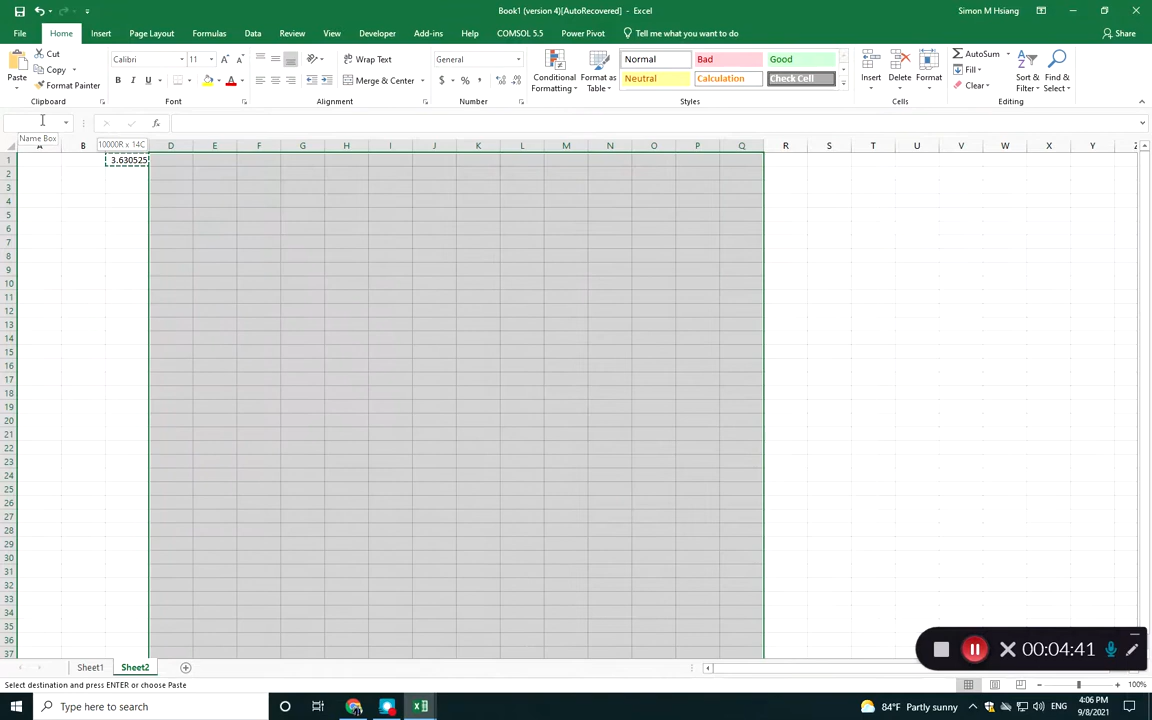 Book1 (version 4)[AutoRecovered] - Excel
Simon M Hsiang
File Home Insert Page Layout Formulas Data Review View Developer Add-ins Help COMSOL 5.5 Power Pivot Tell me what you want to do Share
Paste
Cut
Copy
Format Painter
Clipboard
Calibri 11
B I U
Font
Wrap Text
Merge & Center
Alignment
General
$ % ,
Number
Conditional Formatting
Format as Table
Normal Bad Good
Neutral Calculation Check Cell
Styles
Insert Delete Format
Cells
AutoSum
Fill
Clear
Sort & Filter
Find & Select
Editing
Name Box
10000R x 14C
A B D E F G H I J K L M N O P Q R S T U V W X Y Z
1 3.630525
2
3
4
5
6
7
8
9
10
11
12
13
14
15
16
17
18
19
20
21
22
23
24
25
26
27
28
29
30
31
32
33
34
35
36
37
00:04:41
Sheet1 Sheet2
Select destination and press ENTER or choose Paste
100%
Type here to search
84°F Partly sunny
ENG
4:06 PM
9/8/2021